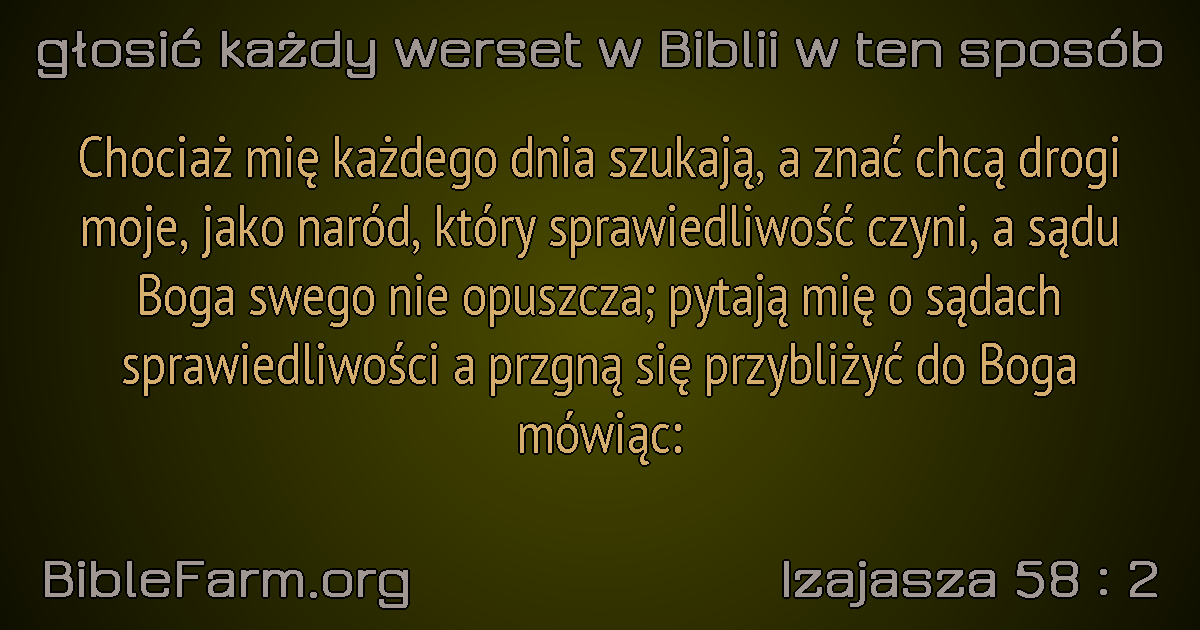 głosić każdy werset w Biblii w ten sposób
Chociaż mię każdego dnia szukają, a znać chcą drogi
moje, jako naród, który sprawiedliwość czyni, a sądu
Boga swego nie opuszcza; pytają mię o sądach
sprawiedliwości a przgną się przybliżyć do Boga
mówiąc:
BibleFarm.org
Izajasza 58 : 2